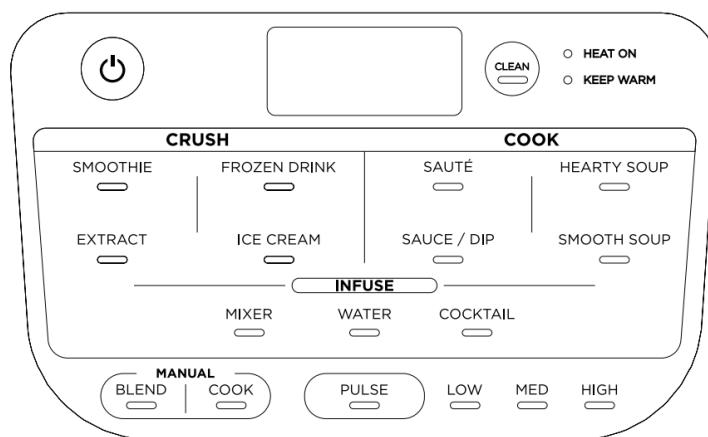 CLEAN
HEAT ON
KEEP WARM
CRUSH COOK
SMOOTHIE FROZEN DRINK SAUTÉ HEARTY SOUP
EXTRACT ICE CREAM SAUCE / DIP SMOOTH SOUP
INFUSE
MIXER WATER COCKTAIL
MANUAL
BLEND COOK PULSE LOW MED HIGH